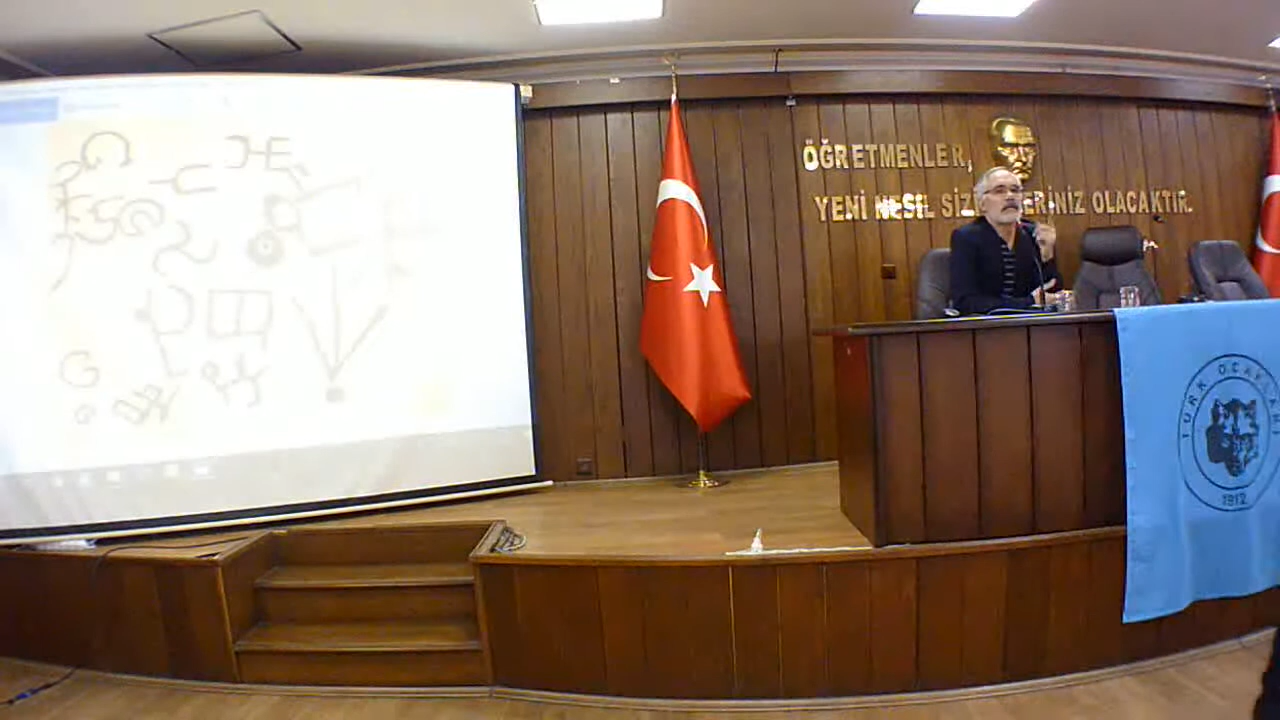 ÖĞRETMENLER,
YENİ NESİL SİZ ERİNİZ OLACAKTIR.
TÜRK OCAKLARI
1912